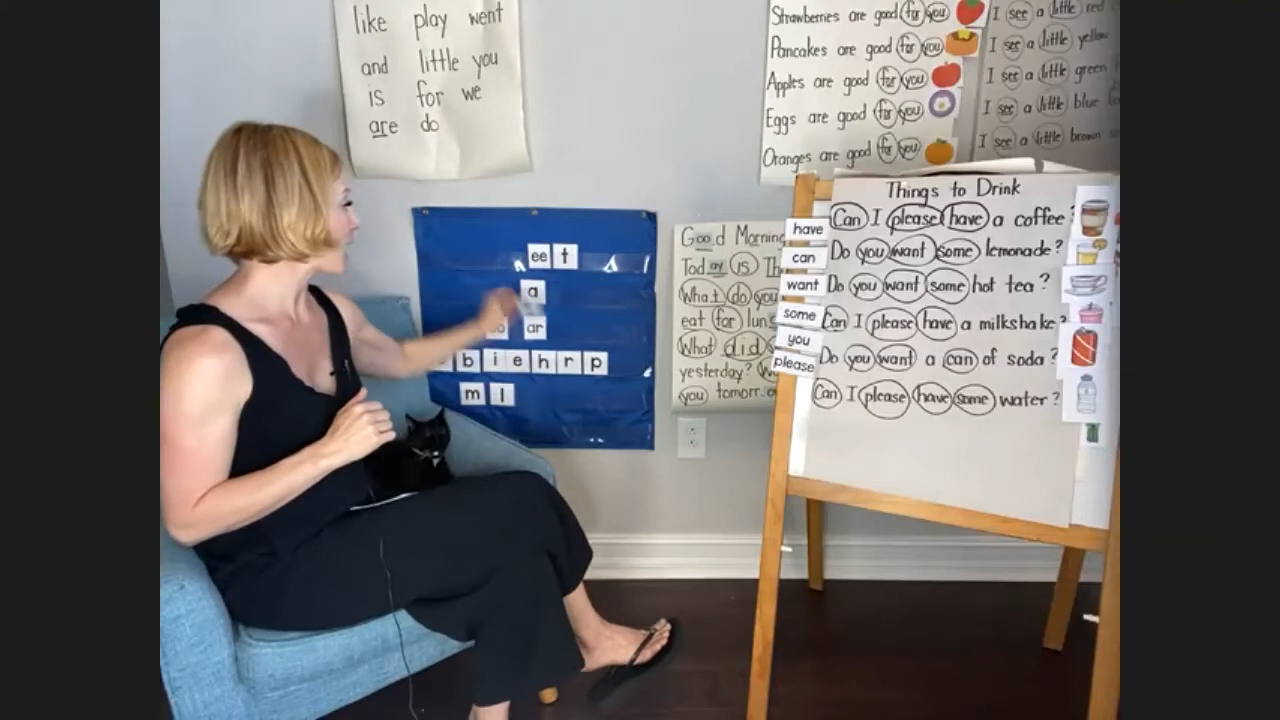 like play went
and little you
is for we
are do
ee t
a
ar
b i e h r p
m l
Strawberries are good for you
Pancakes are good for you
Apples are good for you
Eggs are good for you
Oranges are good for you
I see a little red
I see a little yellow
I see a little green
I see a little blue
I see a little brown
Good Morning
Today is
What do you
eat for
What did
yesterday?
you
have
can
want
some
you
please
Things to Drink
Can I please have a coffee?
Do you want some lemonade?
Do you want some hot tea?
Can I please have a milkshake?
Do you want a can of soda?
Can I please have some water?